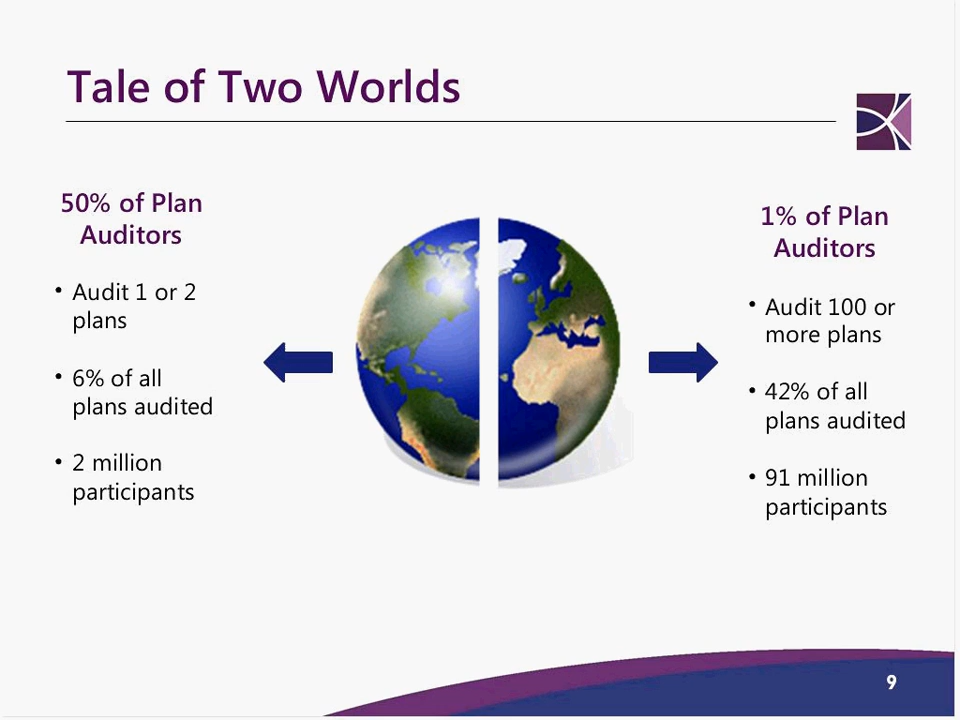 Tale of Two Worlds
50% of Plan
Auditors
• Audit 1 or 2
plans
• 6% of all
plans audited
• 2 million
participants
1% of Plan
Auditors
• Audit 100 or
more plans
• 42% of all
plans audited
• 91 million
participants
9